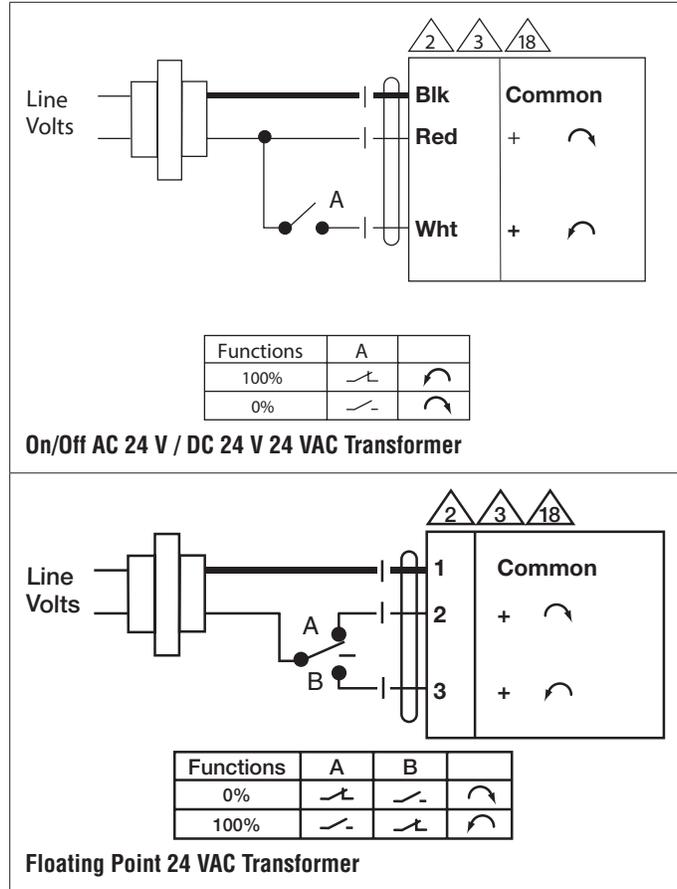 2 3 18
Line
Volts
Blk Common
Red +
A
Wht +
Functions A
100%
0%
On/Off AC 24 V / DC 24 V 24 VAC Transformer
2 3 18
Line
Volts
1 Common
2 +
A
B
3 +
Functions A B
0%
100%
Floating Point 24 VAC Transformer